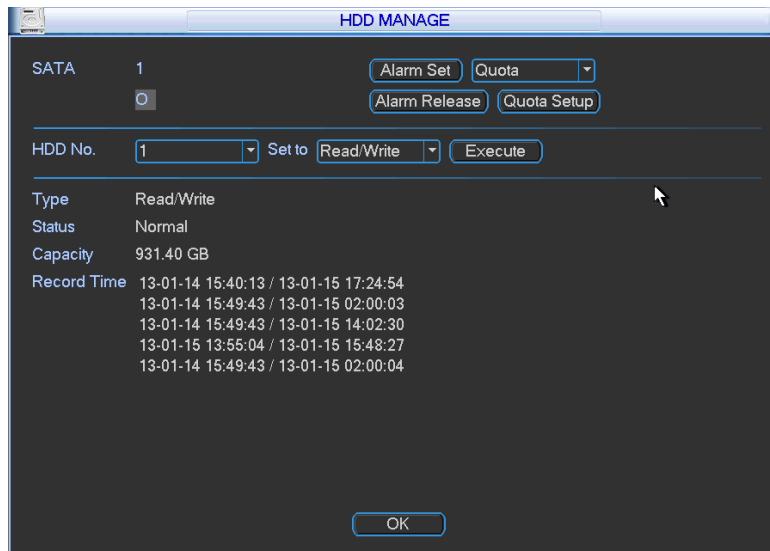 HDD MANAGE
SATA 1 Alarm Set Quota
O Alarm Release Quota Setup
HDD No. 1 Set to Read/Write Execute
Type Read/Write
Status Normal
Capacity 931.40 GB
Record Time 13-01-14 15:40:13 / 13-01-15 17:24:54
13-01-14 15:49:43 / 13-01-15 02:00:03
13-01-14 15:49:43 / 13-01-15 14:02:30
13-01-15 13:55:04 / 13-01-15 15:48:27
13-01-14 15:49:43 / 13-01-15 02:00:04
OK